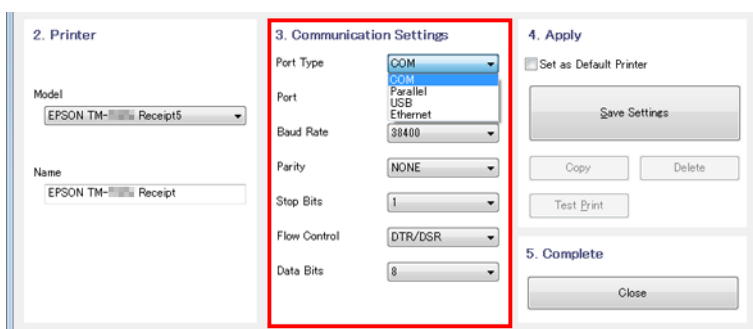 2. Printer
Model
EPSON TM- Receipt5
Name
EPSON TM- Receipt
3. Communication Settings
Port Type
COM
COM
Parallel
USB
Ethernet
Port
Baud Rate
38400
Parity
NONE
Stop Bits
1
Flow Control
DTR/DSR
Data Bits
8
4. Apply
Set as Default Printer
Save Settings
Copy
Delete
Test Print
5. Complete
Close